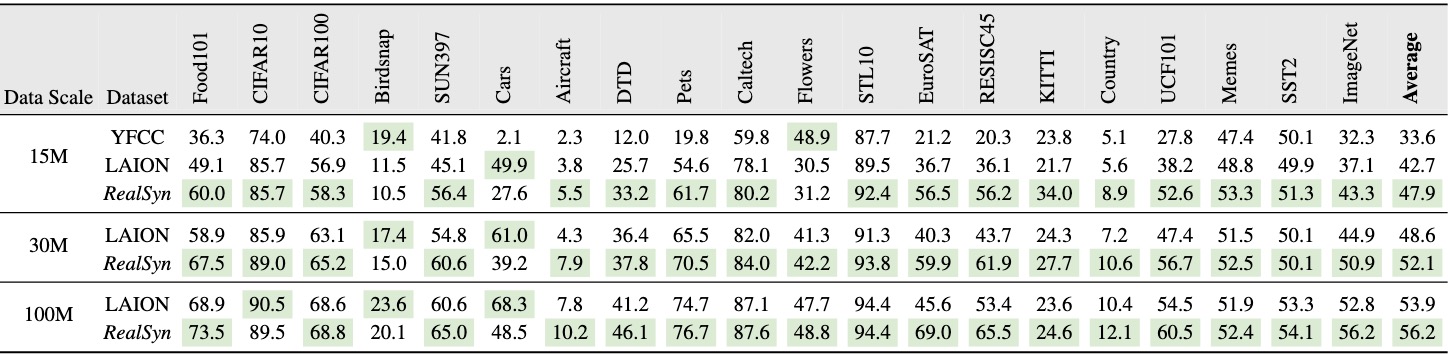 Data Scale Dataset Food101 CIFAR10 CIFAR100 Birdsnap SUN397 Cars Aircraft DTD Pets Caltech Flowers STL10 EuroSAT RESISC45 KITTI Country UCF101 Memes SST2 ImageNet Average
15M
YFCC 36.3 74.0 40.3 19.4 41.8 2.1 2.3 12.0 19.8 59.8 48.9 87.7 21.2 20.3 23.8 5.1 27.8 47.4 50.1 32.3 33.6
LAION 49.1 85.7 56.9 11.5 45.1 49.9 3.8 25.7 54.6 78.1 30.5 89.5 36.7 36.1 21.7 5.6 38.2 48.8 49.9 37.1 42.7
RealSyn 60.0 85.7 58.3 10.5 56.4 27.6 5.5 33.2 61.7 80.2 31.2 92.4 56.5 56.2 34.0 8.9 52.6 53.3 51.3 43.3 47.9
30M
LAION 58.9 85.9 63.1 17.4 54.8 61.0 4.3 36.4 65.5 82.0 41.3 91.3 40.3 43.7 24.3 7.2 47.4 51.5 50.1 44.9 48.6
RealSyn 67.5 89.0 65.2 15.0 60.6 39.2 7.9 37.8 70.5 84.0 42.2 93.8 59.9 61.9 27.7 10.6 56.7 52.5 50.1 50.9 52.1
100M
LAION 68.9 90.5 68.6 23.6 60.6 68.3 7.8 41.2 74.7 87.1 47.7 94.4 45.6 53.4 23.6 10.4 54.5 51.9 53.3 52.8 53.9
RealSyn 73.5 89.5 68.8 20.1 65.0 48.5 10.2 46.1 76.7 87.6 48.8 94.4 69.0 65.5 24.6 12.1 60.5 52.4 54.1 56.2 56.2